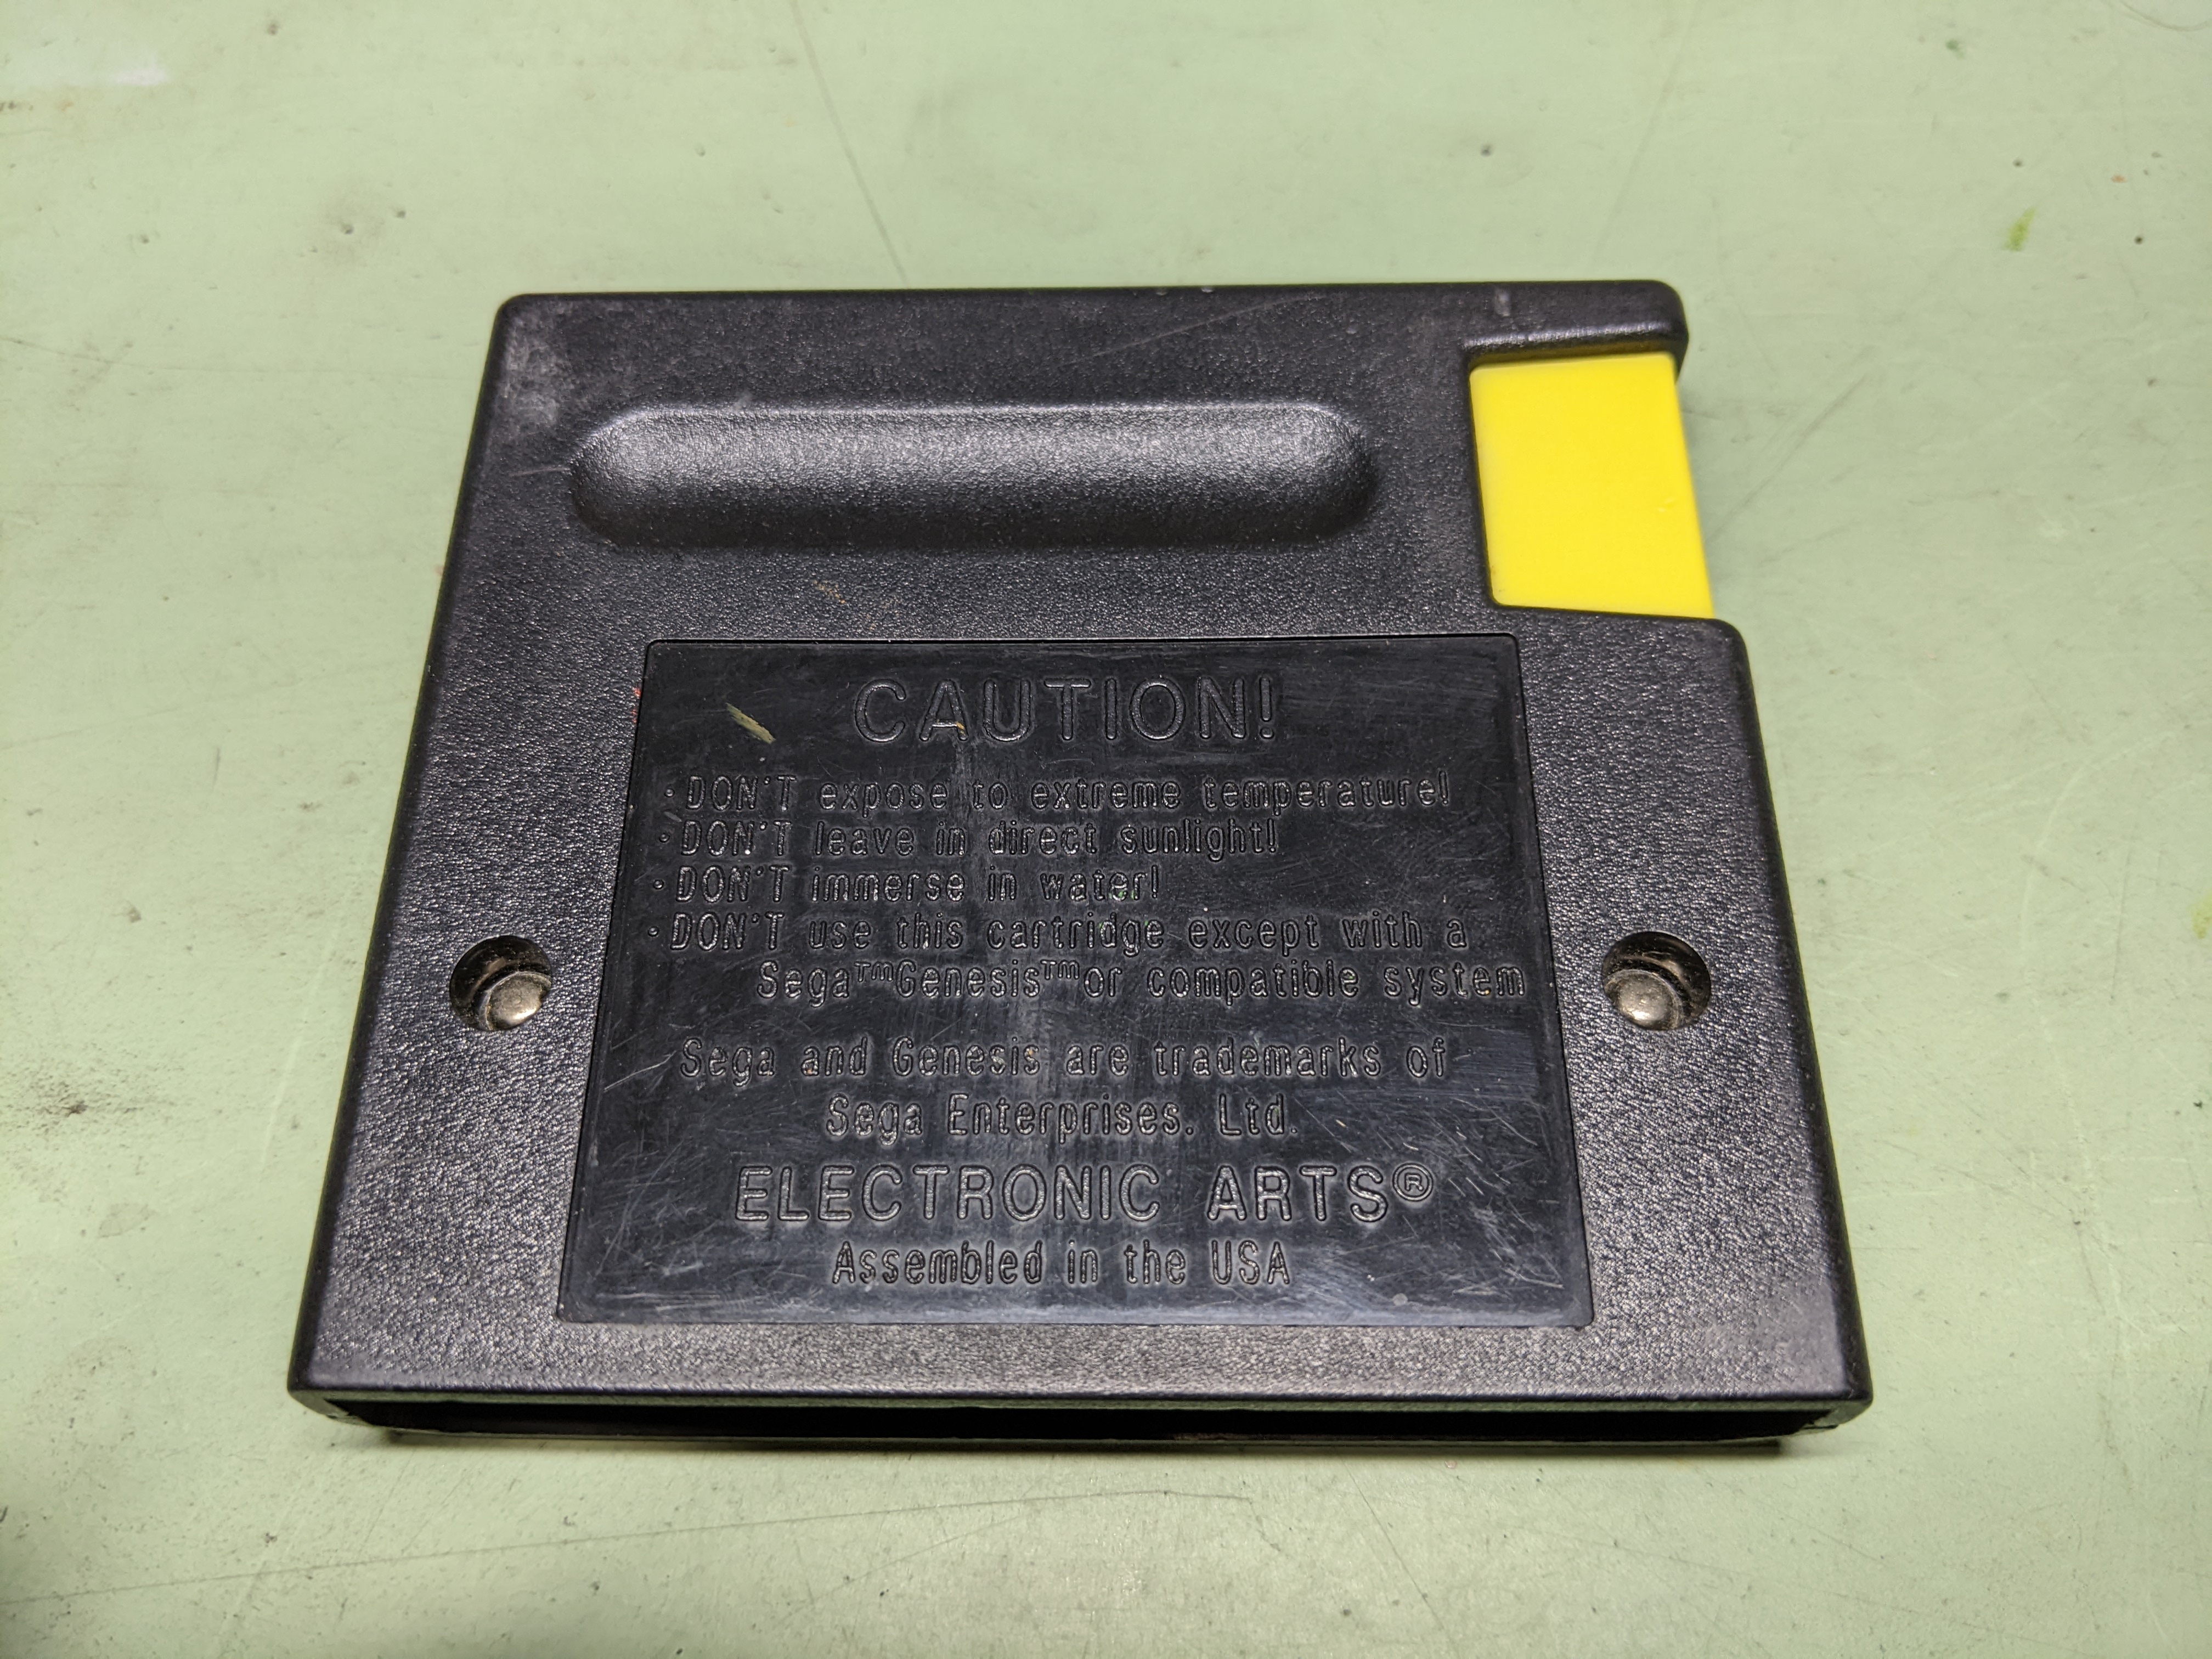 CAUTION!
· DON'T expose to extreme temperature!
· DON'T leave in direct sunlight!
· DON'T immerse in water!
· DON'T use this cartridge except with a
Sega™Genesis™or compatible system
Sega and Genesis are trademarks of
Sega Enterprises. Ltd.
ELECTRONIC ARTS®
Assembled in the USA